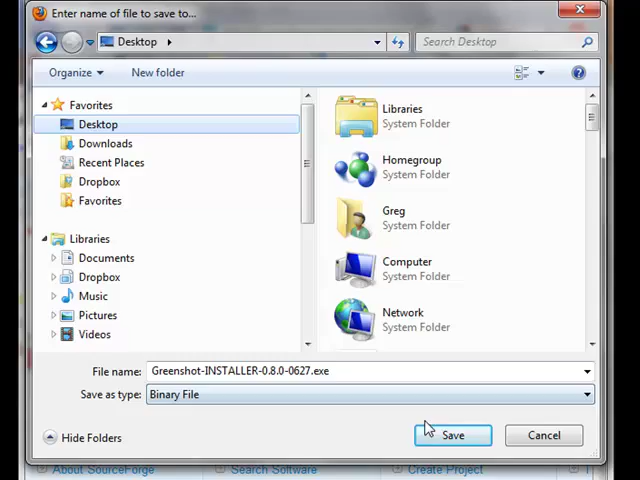 Enter name of file to save to...
Desktop
Search Desktop
Organize
New folder
Favorites
Desktop
Downloads
Recent Places
Dropbox
Favorites
Libraries
Documents
Dropbox
Music
Pictures
Videos
Libraries
System Folder
Homegroup
System Folder
Greg
System Folder
Computer
System Folder
Network
System Folder
File name: Greenshot-INSTALLER-0.8.0-0627.exe
Save as type: Binary File
Hide Folders
Save
Cancel
About SourceForge
Search Software
Create Project